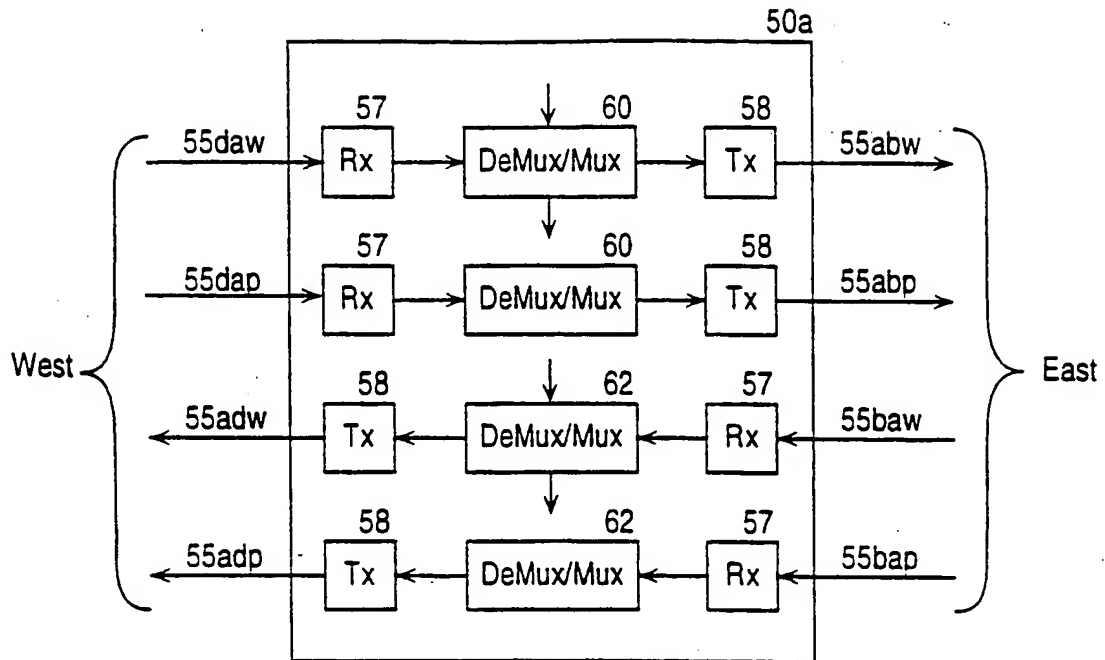 50a
57 60 58
55daw Rx DeMux/Mux Tx 55abw
57 60 58
55dap Rx DeMux/Mux Tx 55abp
West East
58 62 57
55adw Tx DeMux/Mux Rx 55baw
58 62 57
55adp Tx DeMux/Mux Rx 55bap